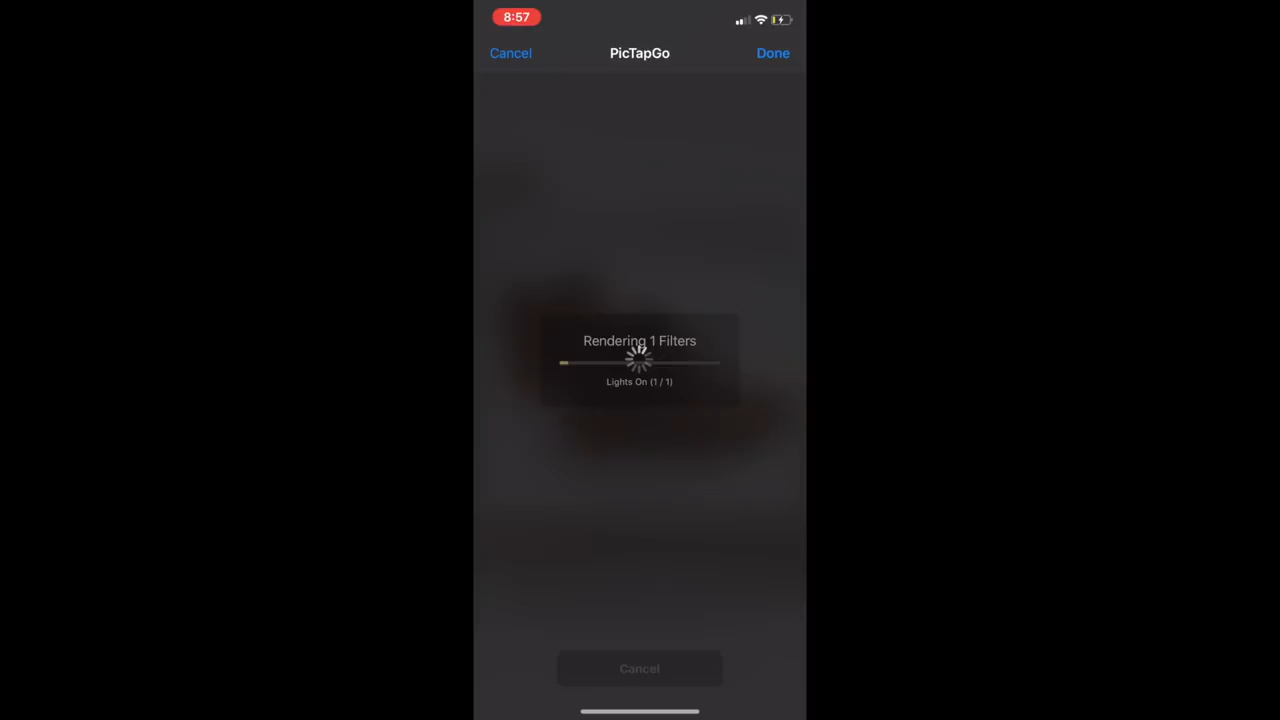 8:57
Cancel PicTapGo Done
Rendering 1 Filters
Lights On (1 / 1)
Cancel